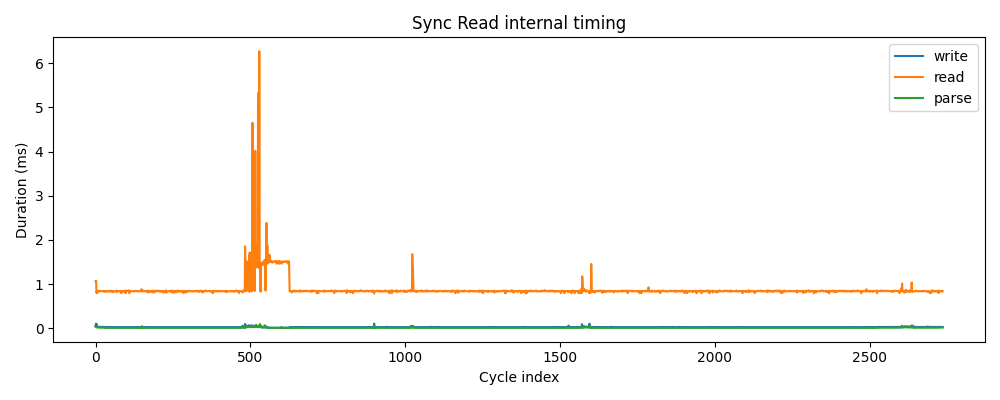 Sync Read internal timing
write
read
parse
Duration (ms)
6
5
4
3
2
1
0
0 500 1000 1500 2000 2500
Cycle index